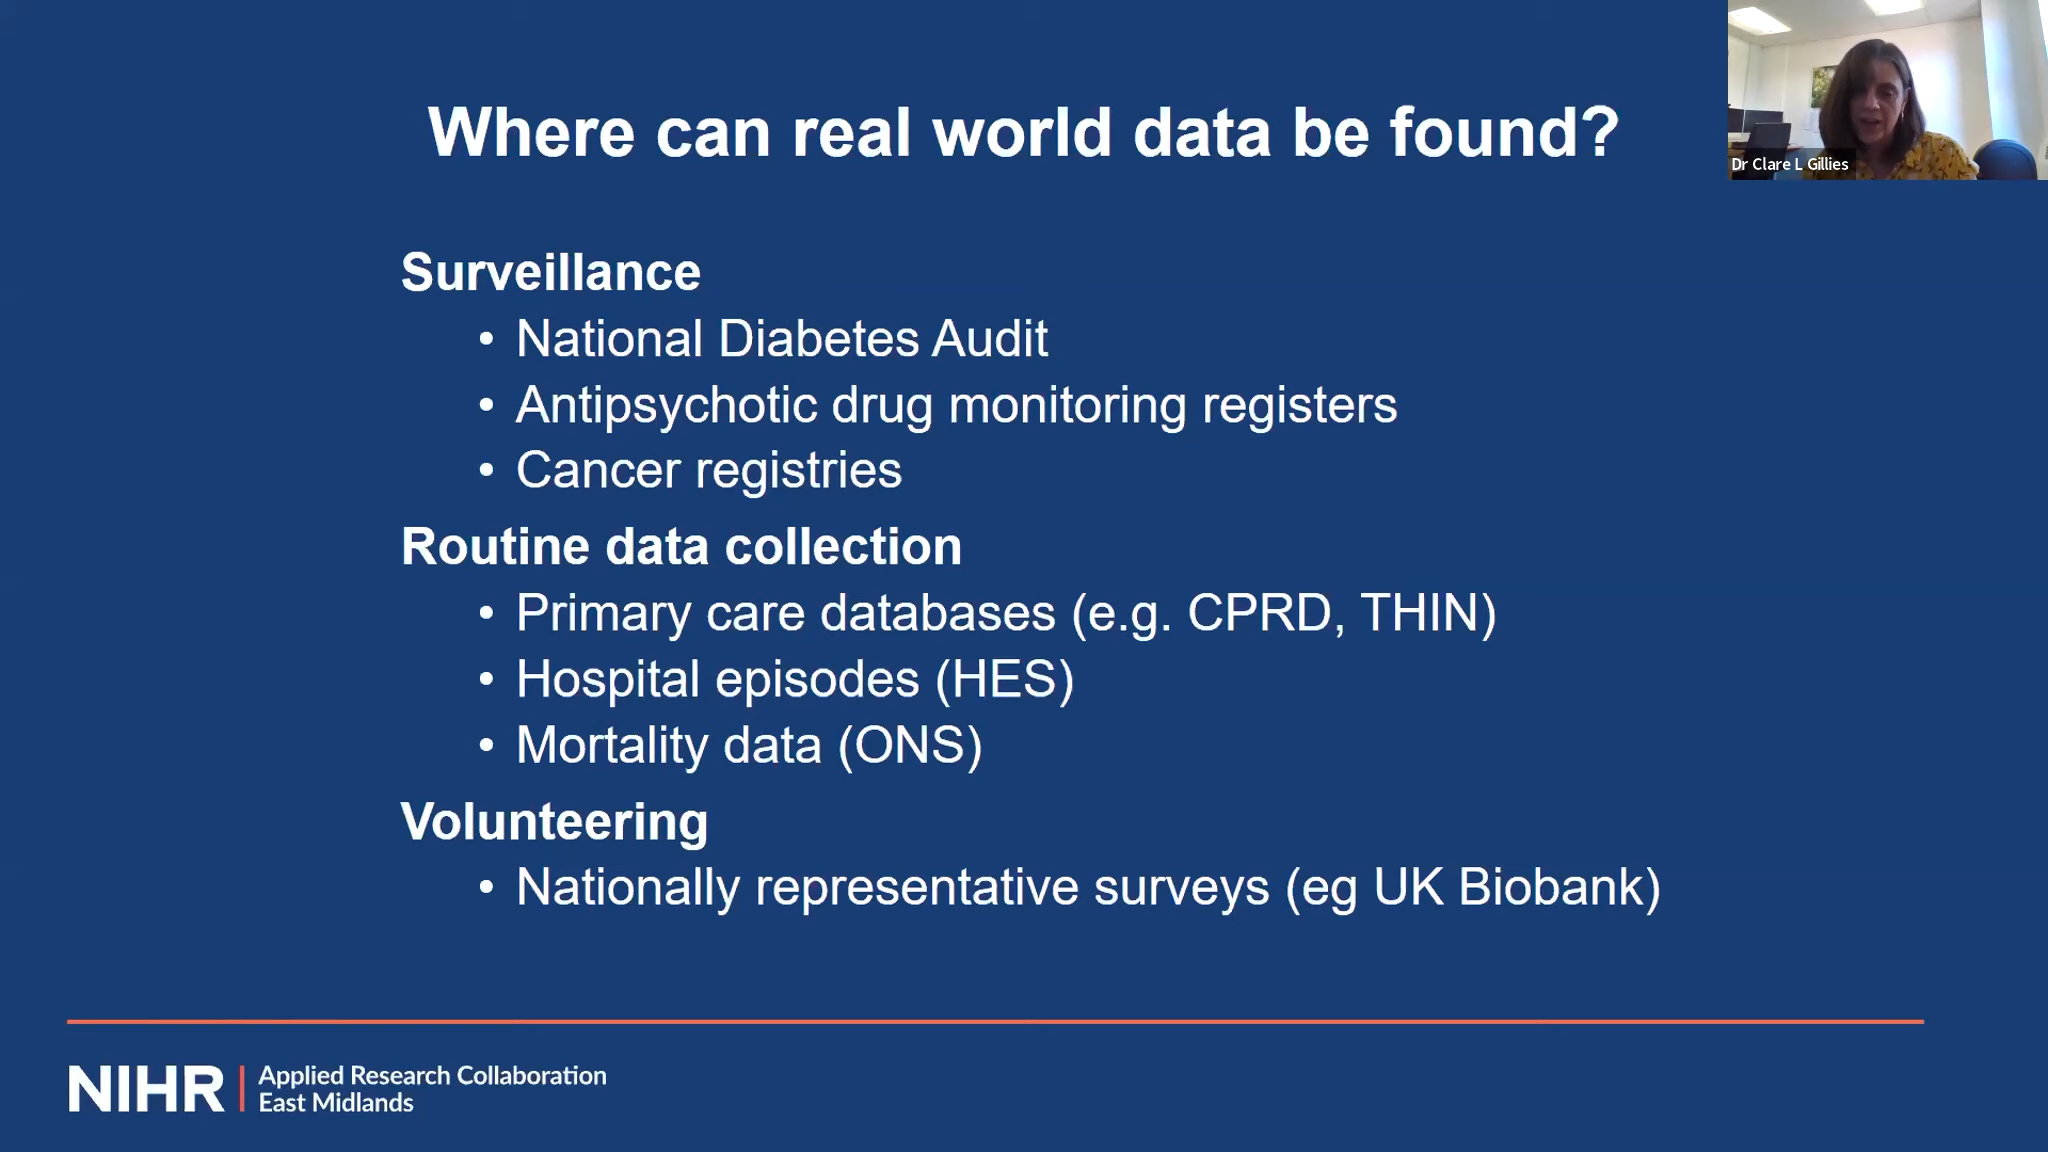 Where can real world data be found?
Dr Clare L Gillies
Surveillance
• National Diabetes Audit
• Antipsychotic drug monitoring registers
• Cancer registries
Routine data collection
• Primary care databases (e.g. CPRD, THIN)
• Hospital episodes (HES)
• Mortality data (ONS)
Volunteering
• Nationally representative surveys (eg UK Biobank)
NIHR | Applied Research Collaboration
East Midlands